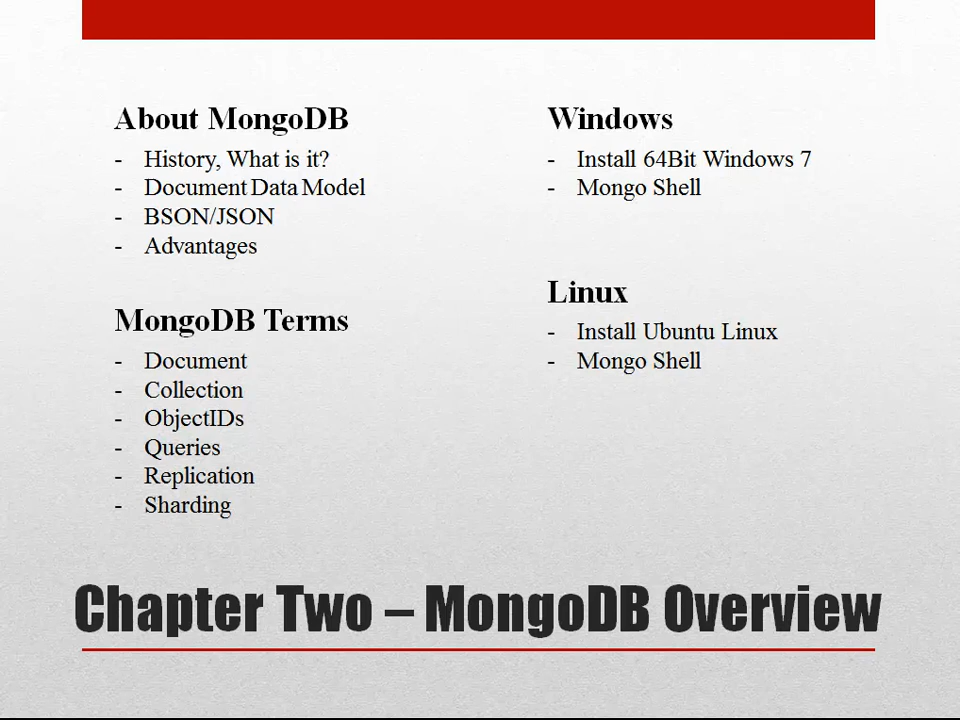 About MongoDB
- History, What is it?
- Document Data Model
- BSON/JSON
- Advantages
MongoDB Terms
- Document
- Collection
- ObjectIDs
- Queries
- Replication
- Sharding
Windows
- Install 64Bit Windows 7
- Mongo Shell
Linux
- Install Ubuntu Linux
- Mongo Shell
Chapter Two – MongoDB Overview